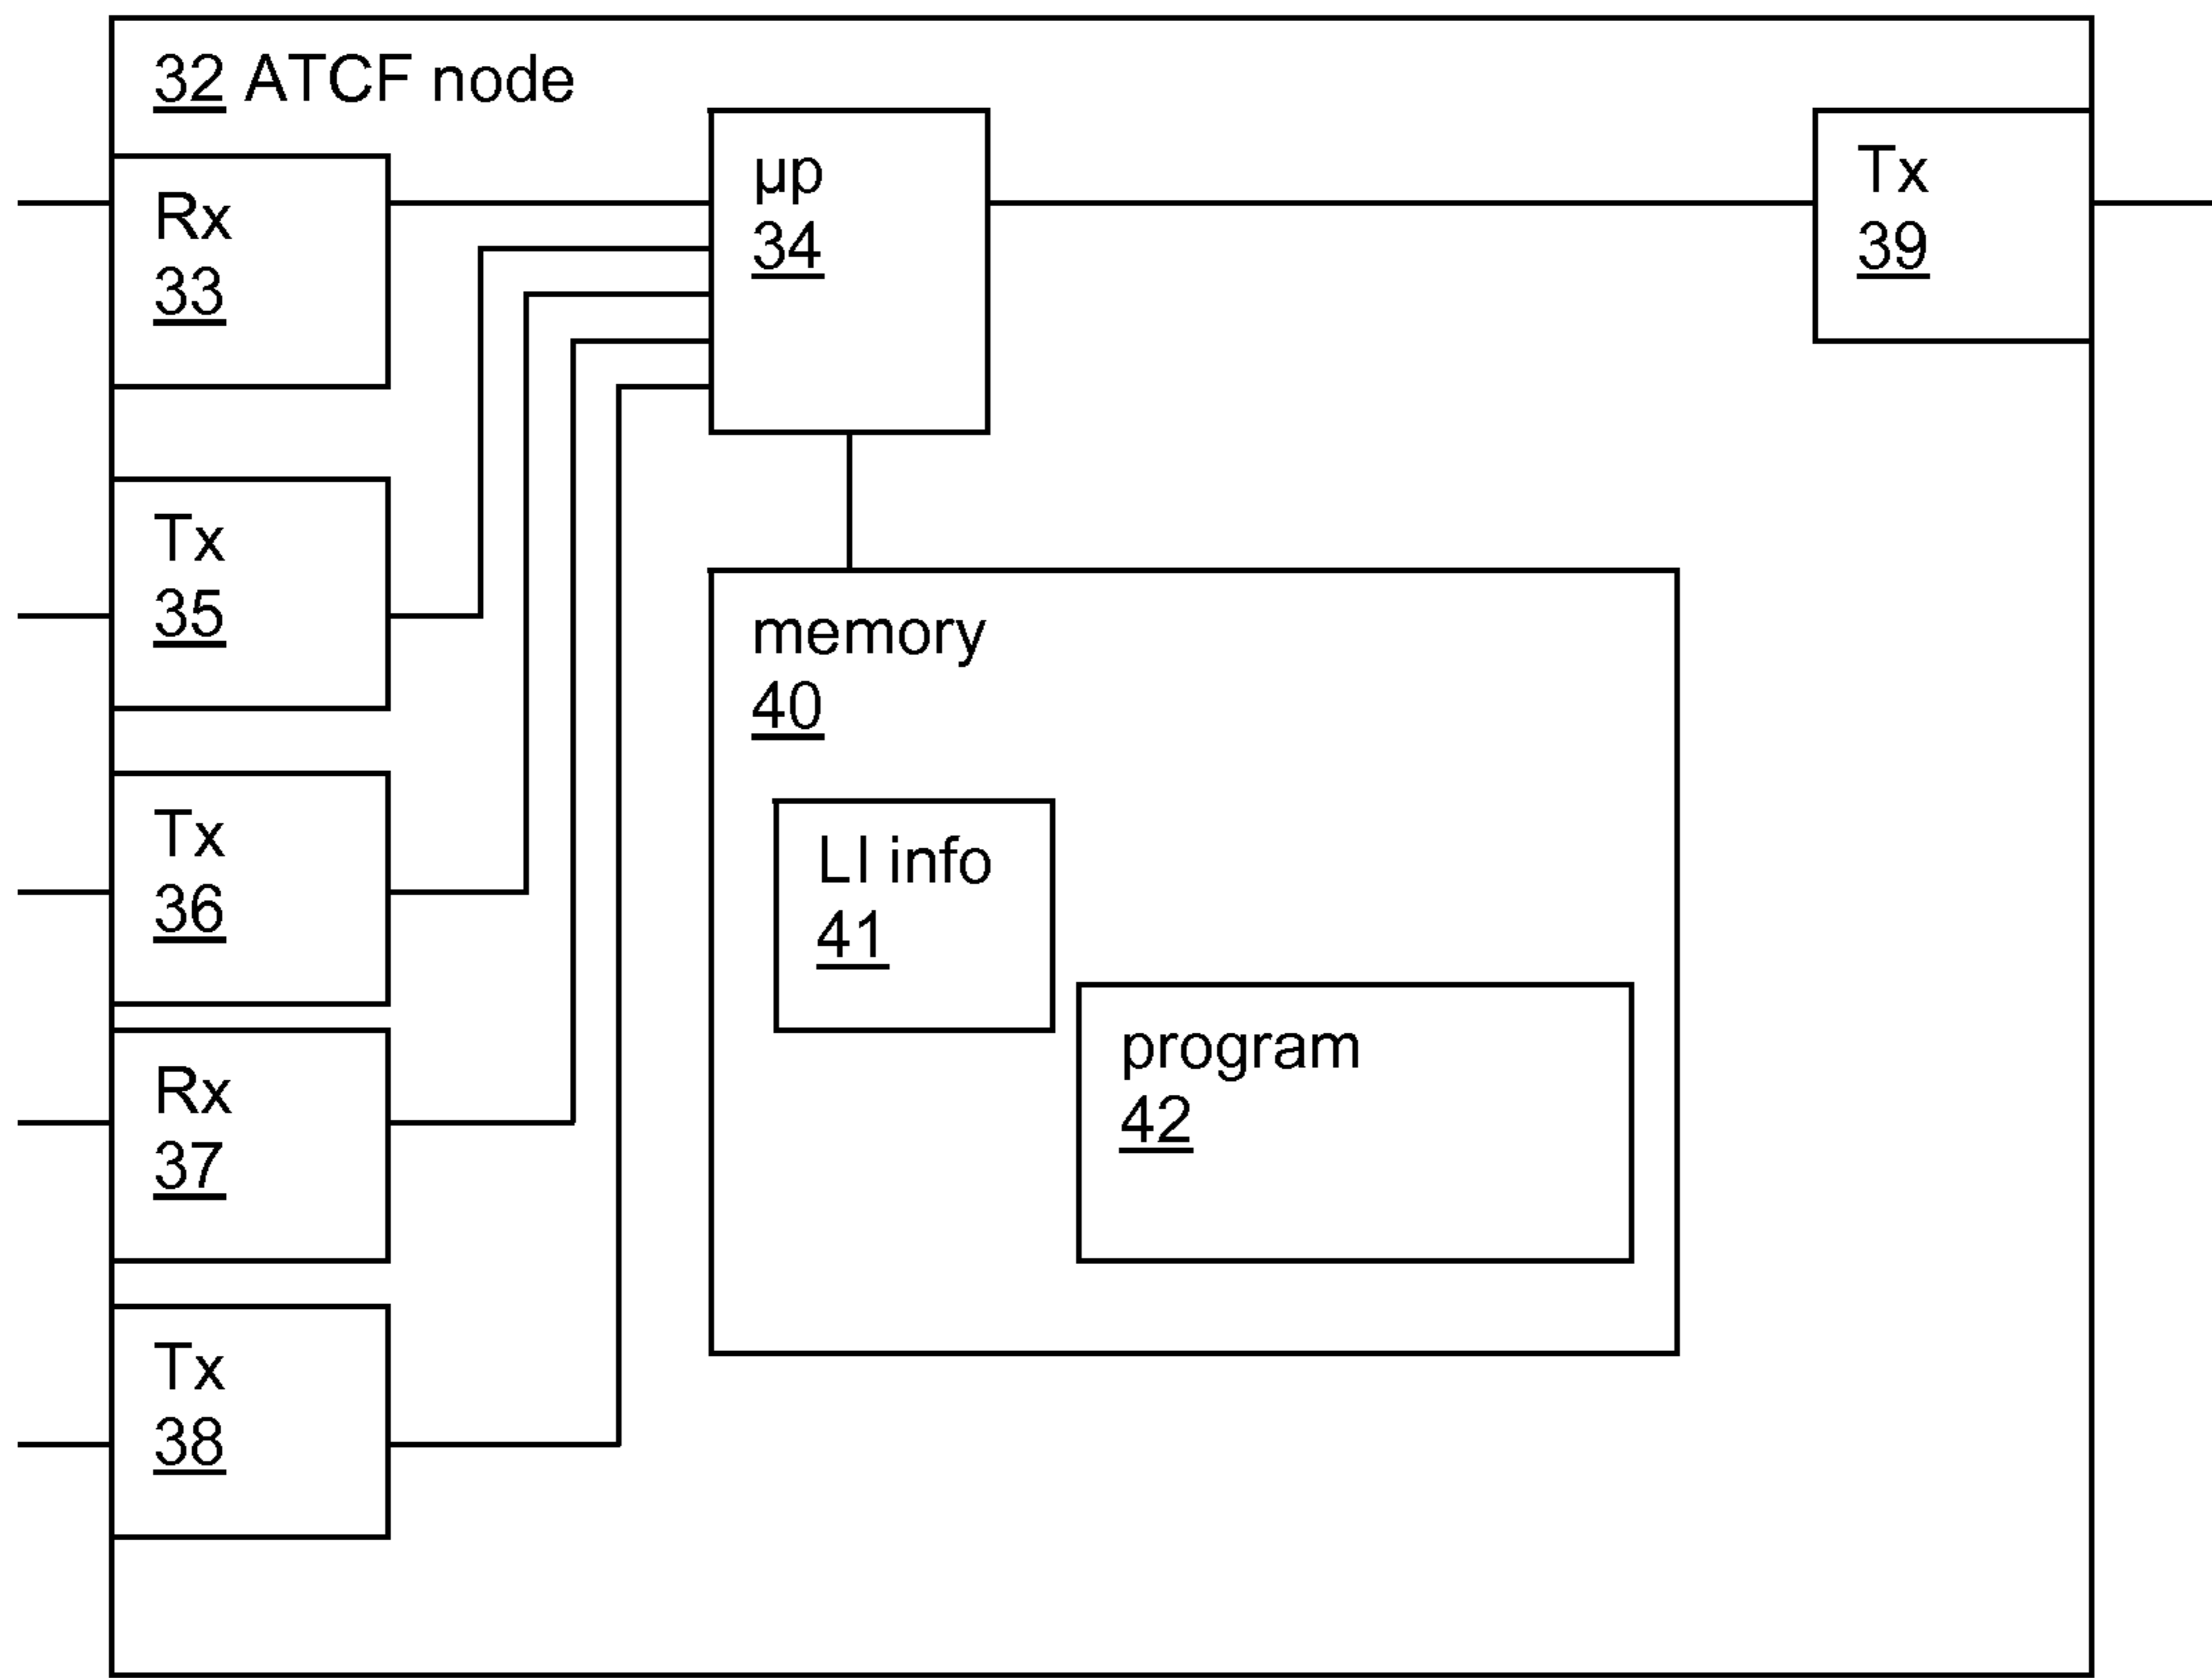 32 ATCF node
Rx
33
µp
34
Tx
39
Tx
35
memory
40
Tx
36
LI info
41
Rx
37
program
42
Tx
38